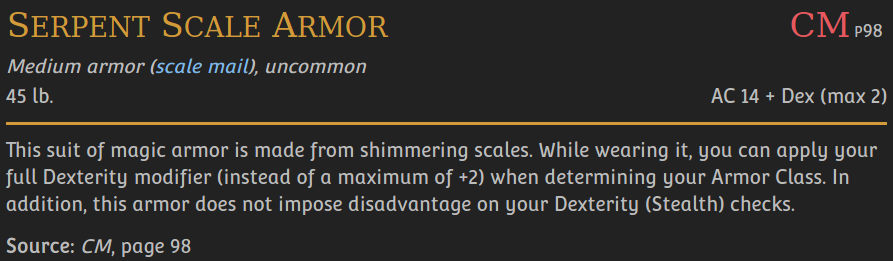 Serpent Scale Armor CM P98
Medium armor (scale mail), uncommon
45 lb. AC 14 + Dex (max 2)
This suit of magic armor is made from shimmering scales. While wearing it, you can apply your
full Dexterity modifier (instead of a maximum of +2) when determining your Armor Class. In
addition, this armor does not impose disadvantage on your Dexterity (Stealth) checks.
Source: CM, page 98